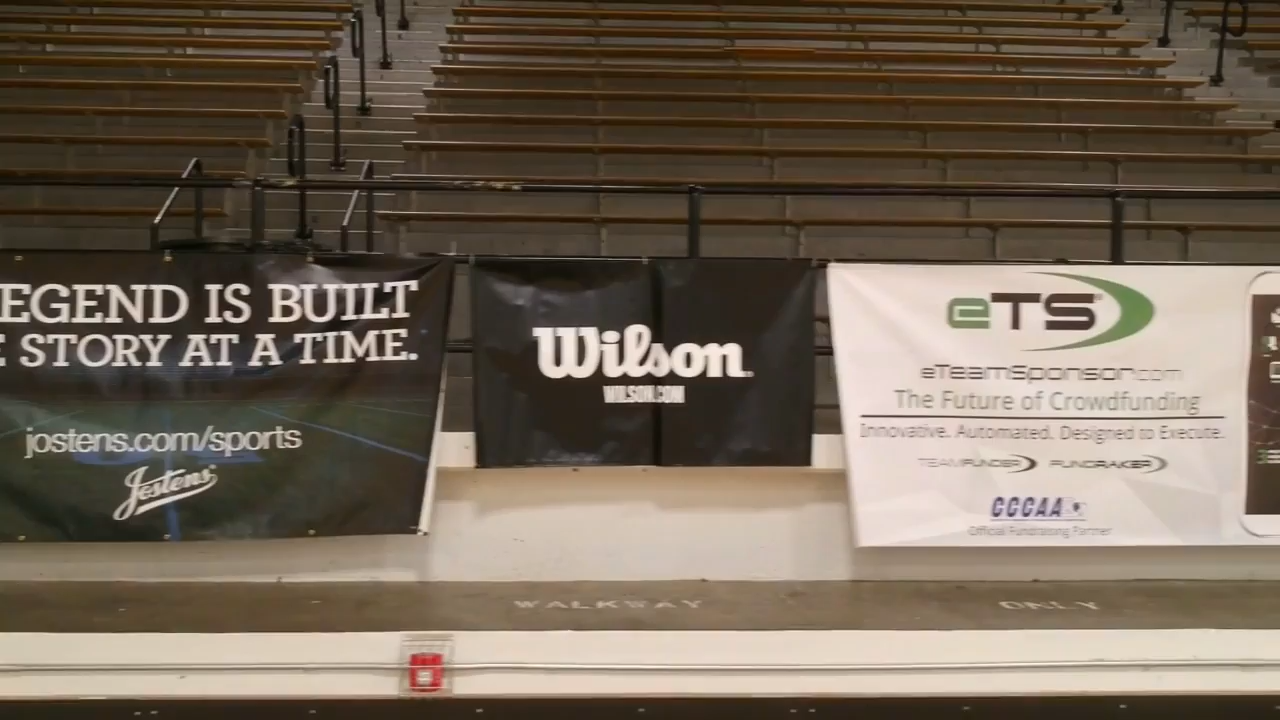 EGEND IS BUILT
E STORY AT A TIME.
jostens.com/sports
Jostens
Wilson
WILSON.COM
eTS
eTeamSponsor.com
The Future of Crowdfunding
Innovative. Automated. Designed to Execute.
TEAMFUNDER FUNDRAKER
CCCAA
Official Fundraising Partner
WALKWAY ONLY